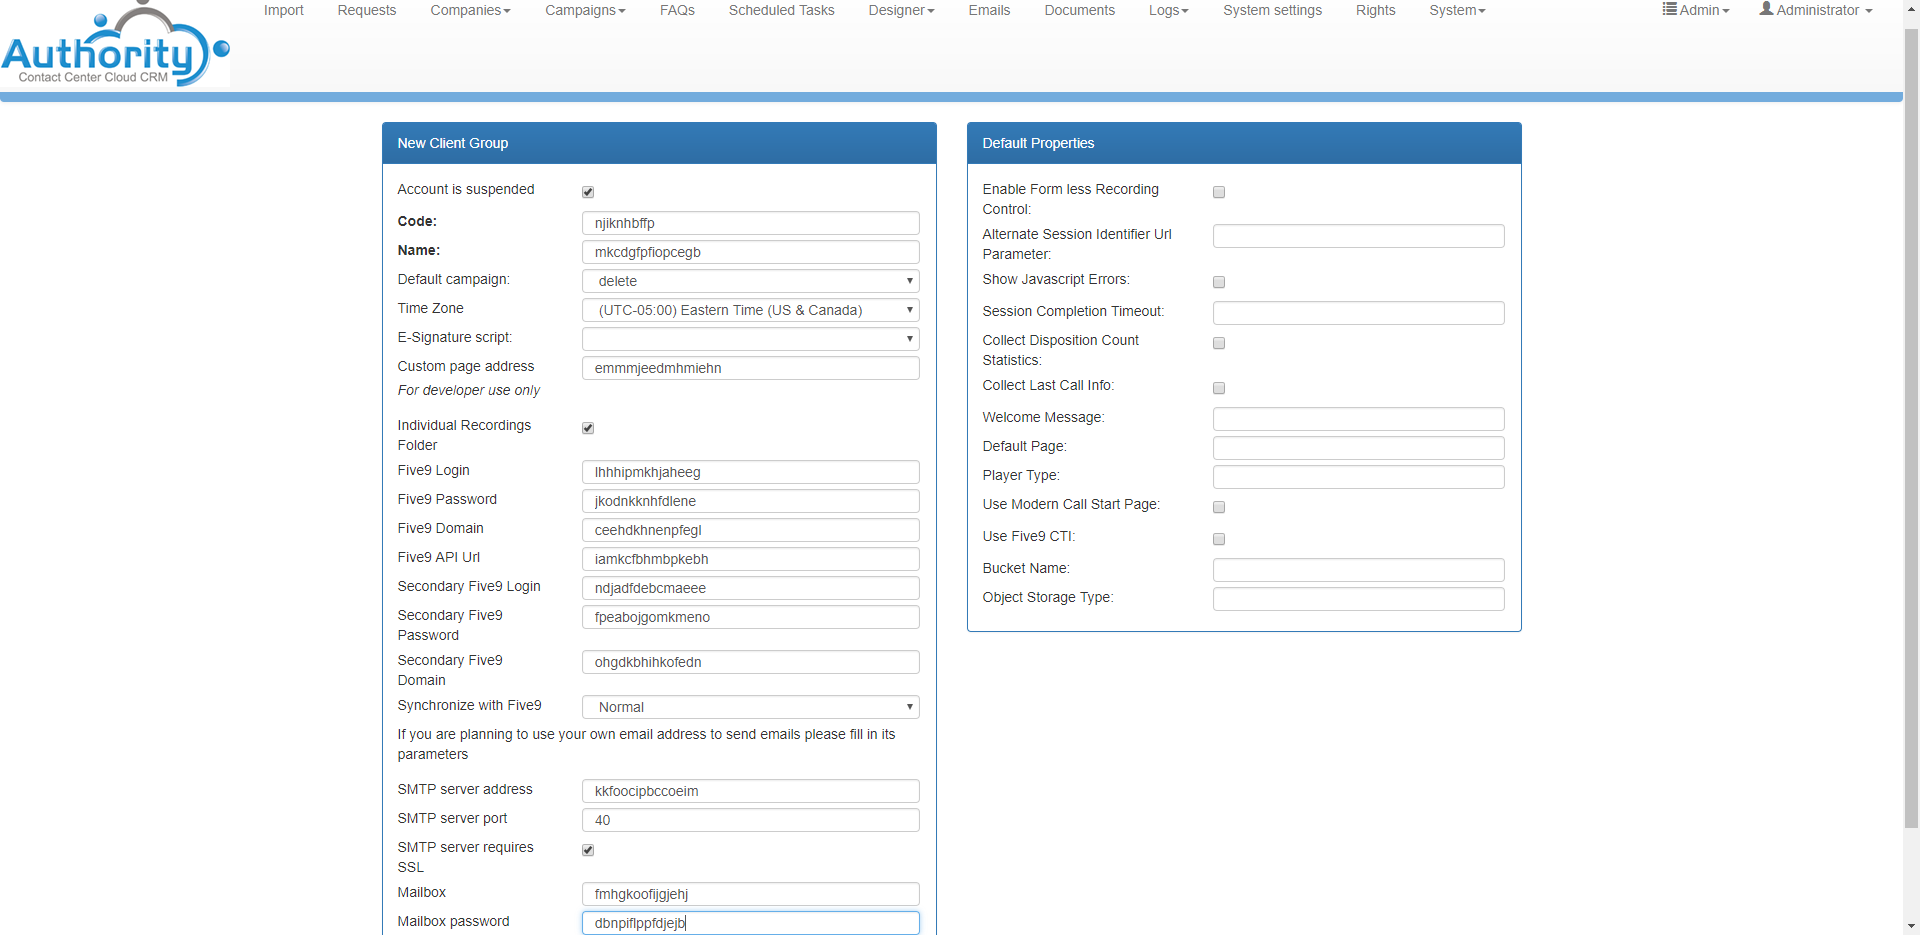 Import Requests Companies Campaigns FAQs Scheduled Tasks Designer Emails Documents Logs System settings Rights System Admin Administrator
Authority
Contact Center Cloud CRM
New Client Group
Account is suspended
Code: njiknhbffp
Name: mkcdgfpfiopcegb
Default campaign: delete
Time Zone (UTC-05:00) Eastern Time (US & Canada)
E-Signature script:
Custom page address emmmjeedmhmiehn
For developer use only
Individual Recordings
Folder
Five9 Login lhhhipmkhjaheeg
Five9 Password jkodnkknhfdlene
Five9 Domain ceehdkhnenpfegl
Five9 API Url iamkcfbhmbpkebh
Secondary Five9 Login ndjadfdebcmaeee
Secondary Five9
Password fpeabojgomkmeno
Secondary Five9
Domain ohgdkbhihkofedn
Synchronize with Five9 Normal
If you are planning to use your own email address to send emails please fill in its
parameters
SMTP server address kkfoocipbccoeim
SMTP server port 40
SMTP server requires
SSL
Mailbox fmhgkoofijgjehj
Mailbox password dbnpiflppfdjejb
Default Properties
Enable Form less Recording
Control:
Alternate Session Identifier Url
Parameter:
Show Javascript Errors:
Session Completion Timeout:
Collect Disposition Count
Statistics:
Collect Last Call Info:
Welcome Message:
Default Page:
Player Type:
Use Modern Call Start Page:
Use Five9 CTI:
Bucket Name:
Object Storage Type: